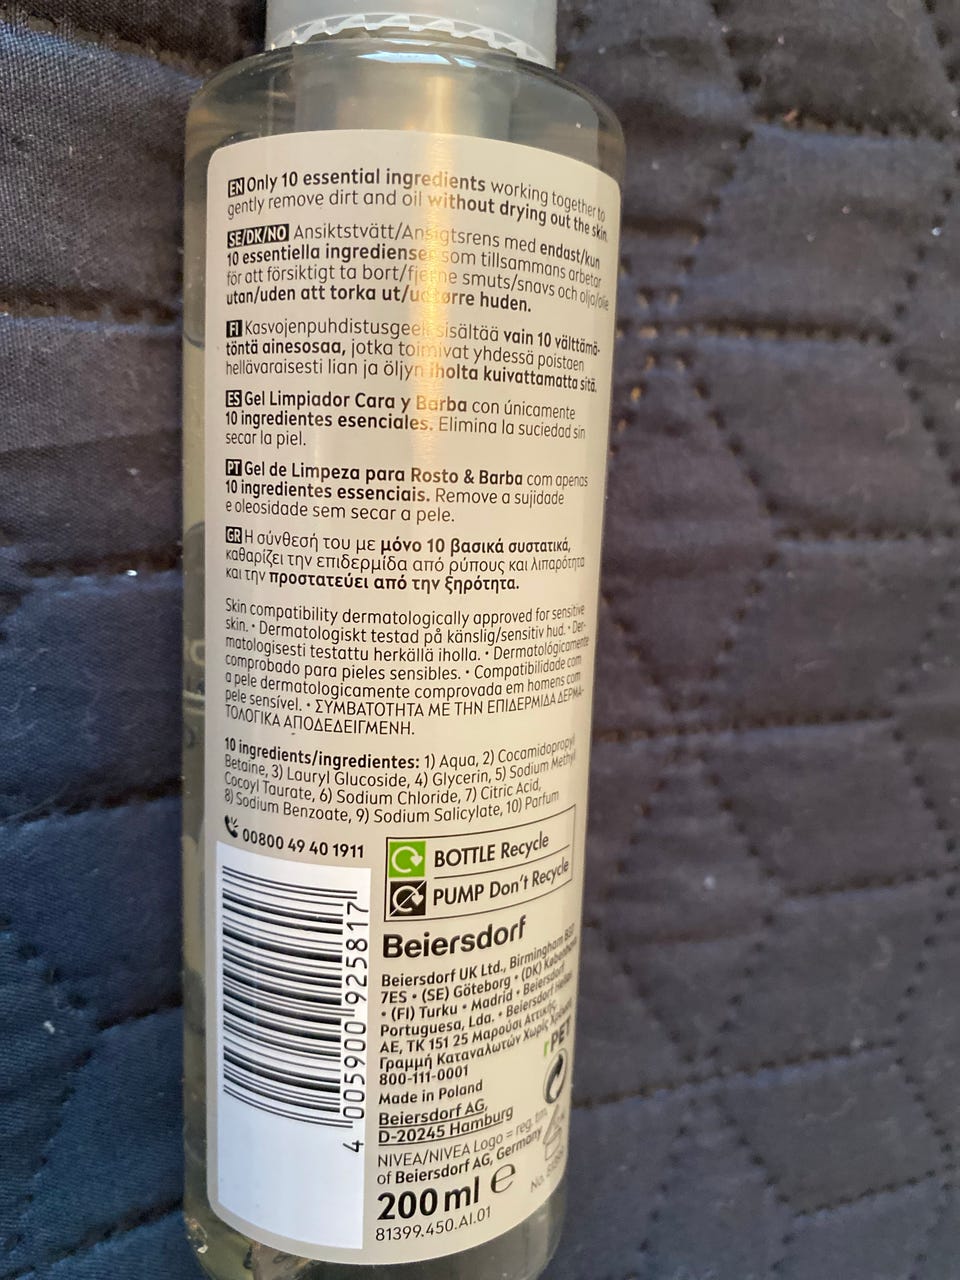 EN Only 10 essential ingredients working together to
gently remove dirt and oil without drying out the skin.
SE/DK/NO Ansiktstvätt/Ansigtsrens med endast/kun
10 essentiella ingredienser som tillsammans arbetar
för att försiktigt ta bort/fjerne smuts/snavs och olja/olie
utan/uden att torka ut/udtørre huden.
FI Kasvojenpuhdistusgeeli sisältää vain 10 välttämä-
töntä ainesosaa, jotka toimivat yhdessä poistaen
hellävaraisesti lian ja öljyn iholta kuivattamatta sitä.
ES Gel Limpiador Cara y Barba con únicamente
10 ingredientes esenciales. Elimina la suciedad sin
secar la piel.
PT Gel de Limpeza para Rosto & Barba com apenas
10 ingredientes essenciais. Remove a sujidade
e oleosidade sem secar a pele.
GR Η σύνθεσή του με μόνο 10 βασικά συστατικά,
καθαρίζει την επιδερμίδα από ρύπους και λιπαρότητα
και την προστατεύει από την ξηρότητα.
Skin compatibility dermatologically approved for sensitive
skin. • Dermatologiskt testad på känslig/sensitiv hud. • Der-
matologisesti testattu herkällä iholla. • Dermatológicamente
comprobado para pieles sensibles. • Compatibilidade com
a pele dermatologicamente comprovada em homens com
pele sensível. • ΣΥΜΒΑΤΟΤΗΤΑ ΜΕ ΤΗΝ ΕΠΙΔΕΡΜΙΔΑ ΔΕΡΜΑ-
ΤΟΛΟΓΙΚΑ ΑΠΟΔΕΔΕΙΓΜΕΝΗ.
10 ingredients/ingredientes: 1) Aqua, 2) Cocamidopropyl
Betaine, 3) Lauryl Glucoside, 4) Glycerin, 5) Sodium Methyl
Cocoyl Taurate, 6) Sodium Chloride, 7) Citric Acid,
8) Sodium Benzoate, 9) Sodium Salicylate, 10) Parfum
00800 49 40 1911
BOTTLE Recycle
PUMP Don't Recycle
4 005900 925817
Beiersdorf
Beiersdorf UK Ltd., Birmingham B37
7ES • (SE) Göteborg • (DK) København
• (FI) Turku • Madrid • Beiersdorf
Portuguesa, Lda. • Beiersdorf Hellas
AE, TK 151 25 Μαρούσι Αττικής,
Γραμμή Καταναλωτών Χωρίς Χρέωση
800-111-0001
rPET
Made in Poland
Beiersdorf AG,
D-20245 Hamburg
NIVEA/NIVEA Logo = reg. tm.
of Beiersdorf AG, Germany
200 ml e
No.
81399.450.AI.01